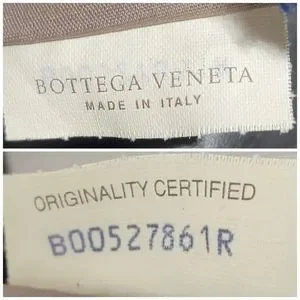 BOTTEGA VENETA
MADE IN ITALY
ORIGINALITY CERTIFIED
B00527861R